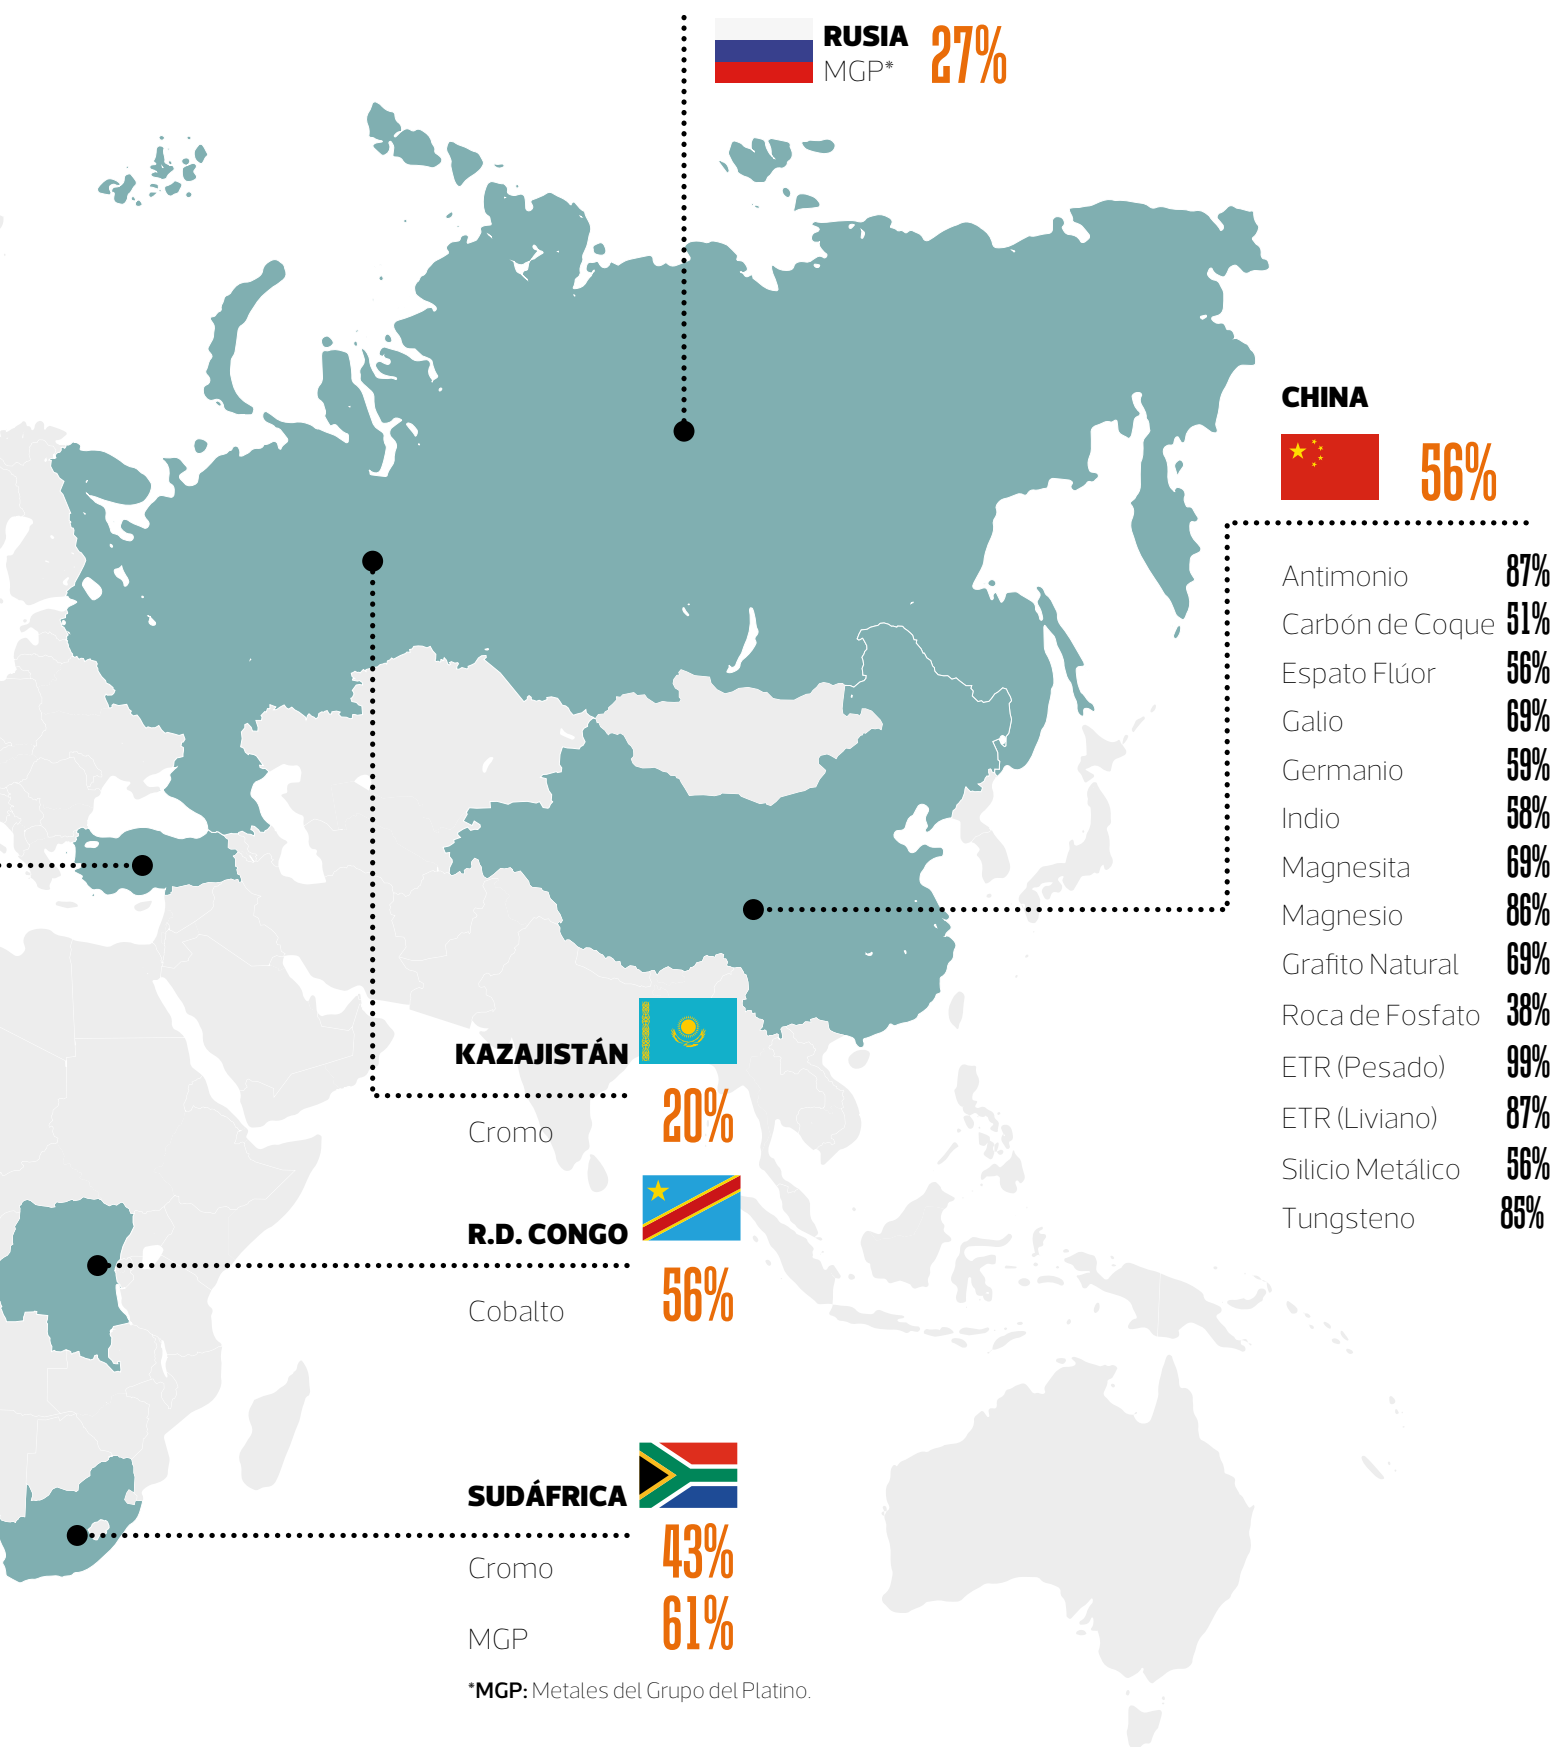 RUSIA 27%
MGP*
CHINA
56%
Antimonio 87%
Carbón de Coque 51%
Espato Flúor 56%
Galio 69%
Germanio 59%
Indio 58%
Magnesita 69%
Magnesio 86%
Grafito Natural 69%
Roca de Fosfato 38%
ETR (Pesado) 99%
ETR (Liviano) 87%
Silicio Metálico 56%
Tungsteno 85%
KAZAJISTÁN
Cromo 20%
R.D. CONGO
Cobalto 56%
SUDÁFRICA
Cromo 43%
MGP 61%
*MGP: Metales del Grupo del Platino.